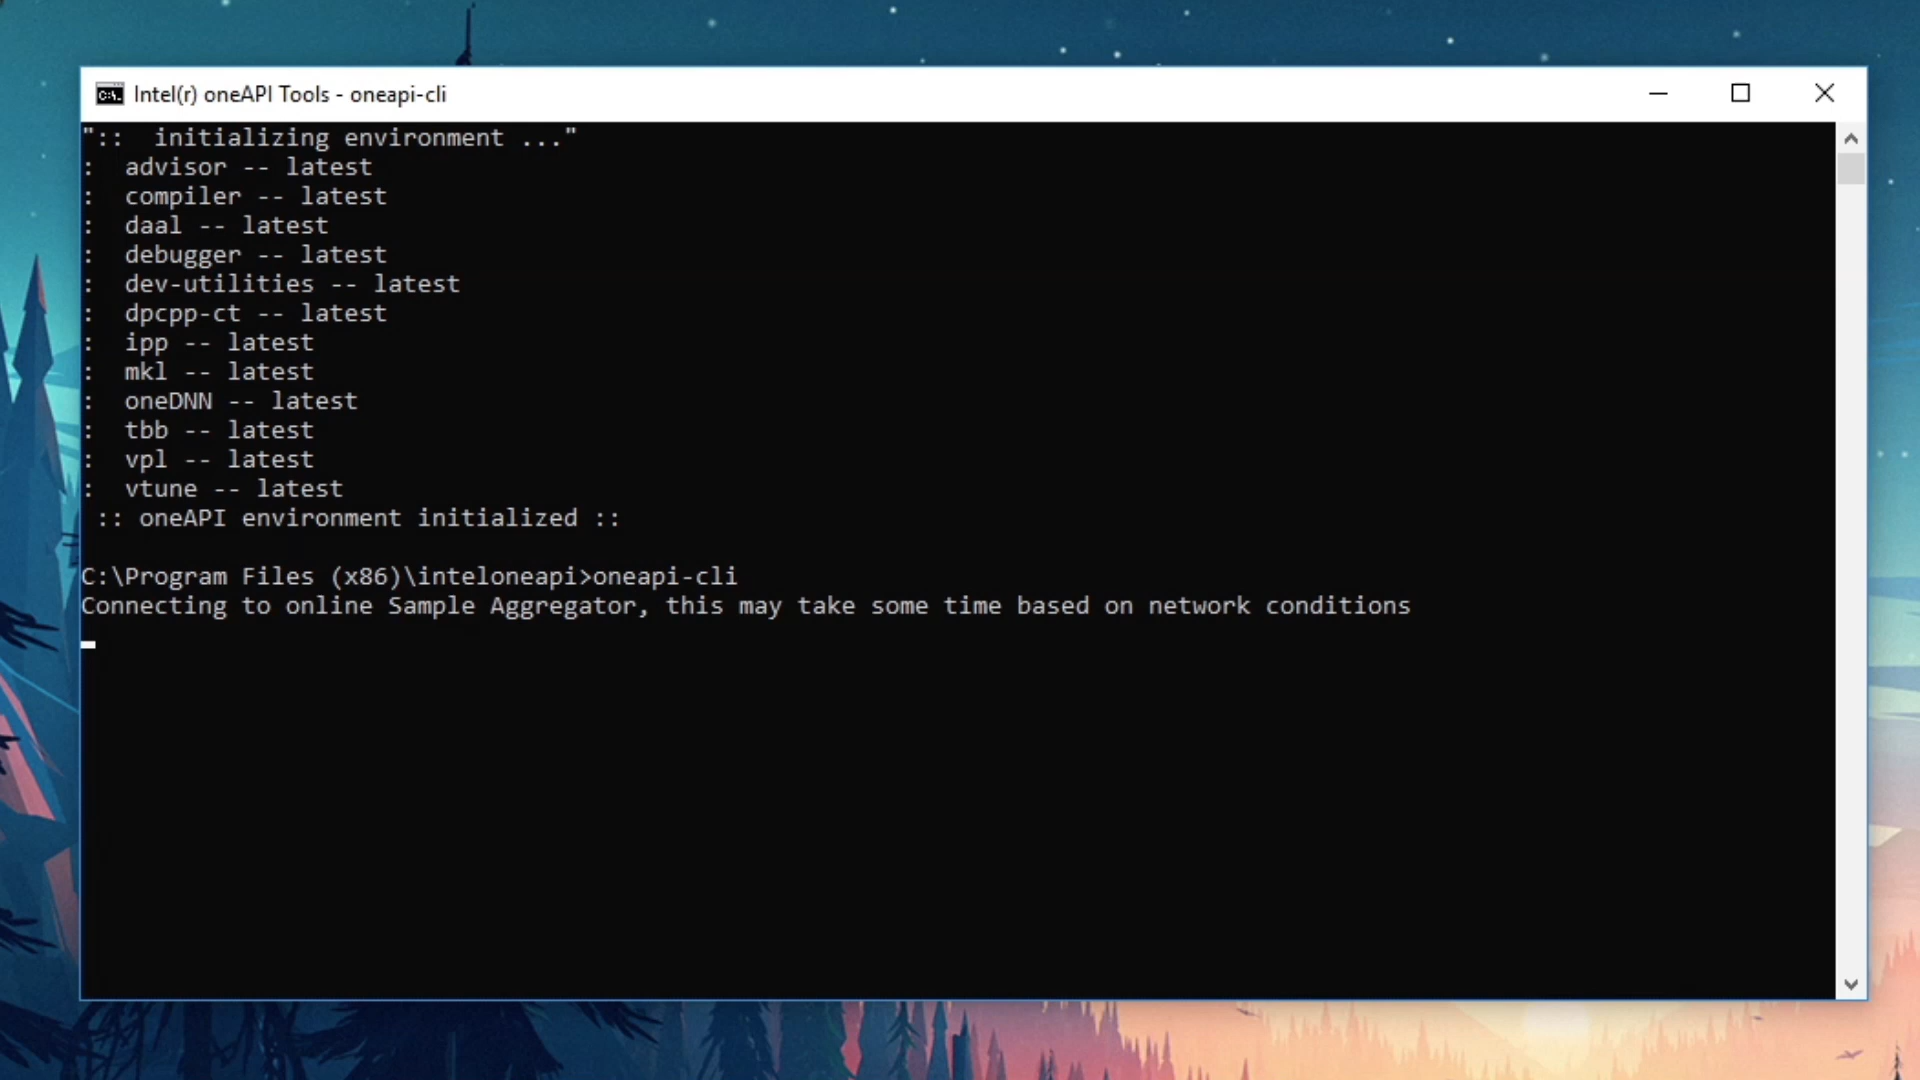 Intel(r) oneAPI Tools - oneapi-cli
":: initializing environment ..."
: advisor -- latest
: compiler -- latest
: daal -- latest
: debugger -- latest
: dev-utilities -- latest
: dpcpp-ct -- latest
: ipp -- latest
: mkl -- latest
: oneDNN -- latest
: tbb -- latest
: vpl -- latest
: vtune -- latest
:: oneAPI environment initialized ::
C:\Program Files (x86)\inteloneapi>oneapi-cli
Connecting to online Sample Aggregator, this may take some time based on network conditions